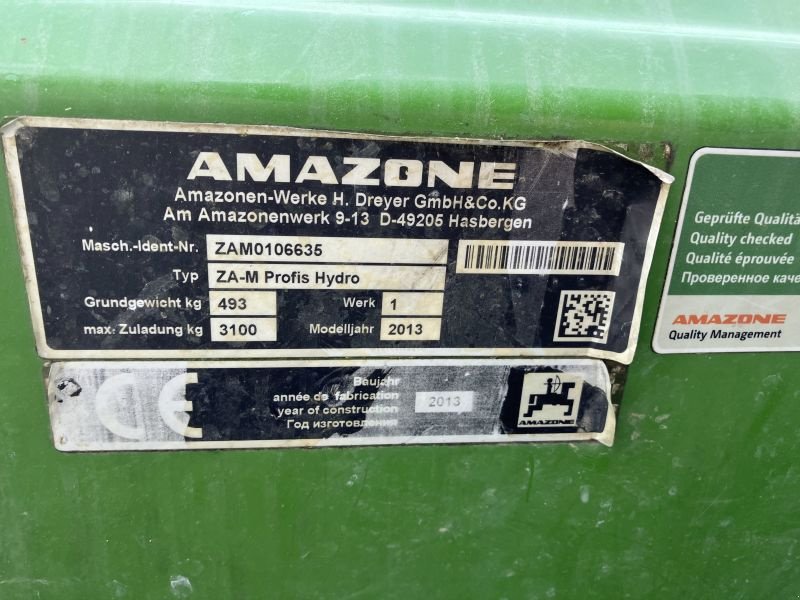 AMAZONE
Amazonen-Werke H. Dreyer GmbH&Co.KG
Am Amazonenwerk 9-13 D-49205 Hasbergen
Masch.-Ident-Nr. ZAM0106635
Typ ZA-M Profis Hydro
Grundgewicht kg 493 Werk 1
max. Zuladung kg 3100 Modelljahr 2013
CE
Baujahr
année de fabrication
year of construction 2013
Год изготовления
AMAZONE
Geprüfte Qualitä
Quality checked
Qualité éprouvée
Проверенное каче
AMAZONE
Quality Management